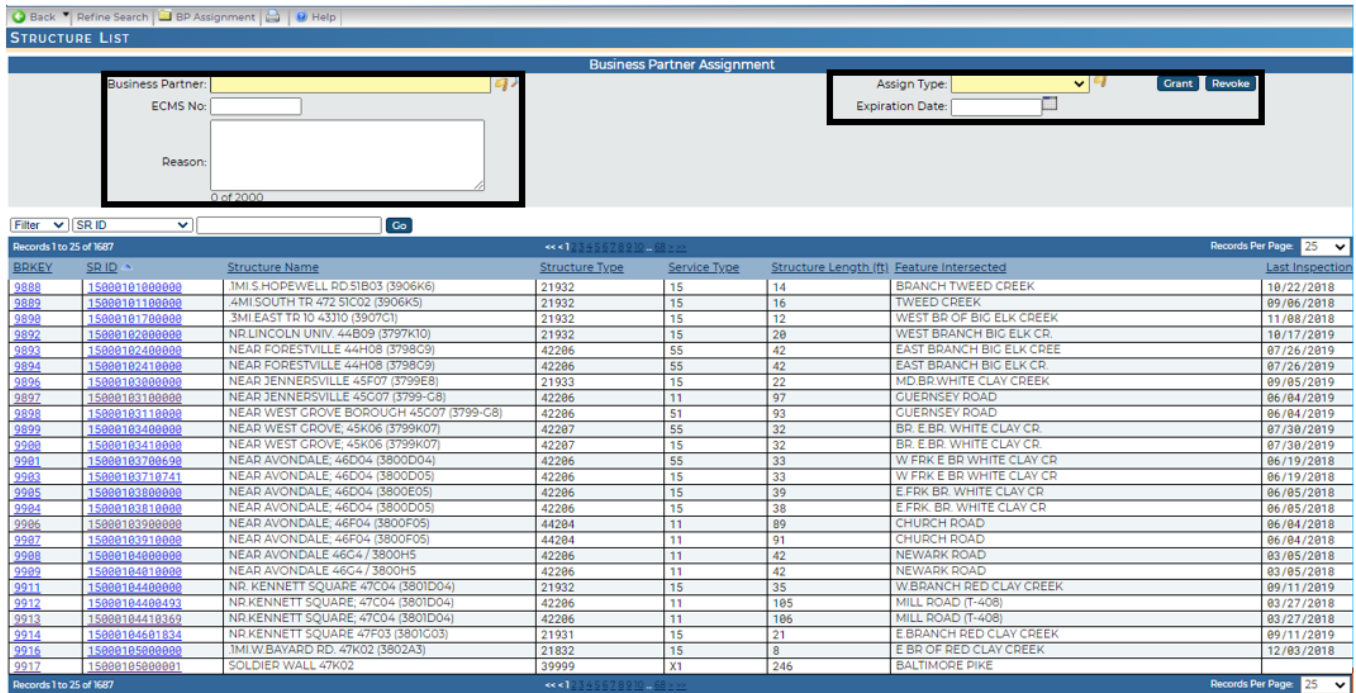 Back Refine Search BP Assignment Help
STRUCTURE LIST
Business Partner Assignment
Business Partner: Assign Type: Grant Revoke
ECMS No: Expiration Date:
Reason:
0 of 2000
Filter SR ID Go
Records 1 to 25 of 1687 << < 1 2 3 4 5 6 7 8 9 10 ... 68 > >> Records Per Page: 25
BRKEY SR ID Structure Name Structure Type Service Type Structure Length (ft) Feature Intersected Last Inspection
9888 15000101000000 .1MI.S.HOPEWELL RD.51B03 (3906K6) 21932 15 14 BRANCH TWEED CREEK 10/22/2018
9889 15000101100000 .4MI.SOUTH TR 472 51C02 (3906K5) 21932 15 16 TWEED CREEK 09/06/2018
9890 15000101700000 .3MI.EAST TR 10 43J10 (3907G1) 21932 15 12 WEST BR OF BIG ELK CREEK 11/08/2018
9892 15000102000000 NR.LINCOLN UNIV. 44B09 (3797K10) 21932 15 20 WEST BRANCH BIG ELK CR. 10/17/2019
9893 15000102400000 NEAR FORESTVILLE 44H08 (3798G9) 42206 55 42 EAST BRANCH BIG ELK CREE 07/26/2019
9894 15000102410000 NEAR FORESTVILLE 44H08 (3798G9) 42206 55 42 EAST BRANCH BIG ELK CR. 07/26/2019
9896 15000103000000 NEAR JENNERSVILLE 45F07 (3799E8) 21933 15 22 MD.BR.WHITE CLAY CREEK 09/05/2019
9897 15000103100000 NEAR JENNERSVILLE 45G07 (3799-G8) 42206 11 97 GUERNSEY ROAD 06/04/2019
9898 15000103110000 NEAR WEST GROVE BOROUGH 45G07 (3799-G8) 42206 51 93 GUERNSEY ROAD 06/04/2019
9899 15000103400000 NEAR WEST GROVE; 45K06 (3799K07) 42207 55 32 BR. E.BR. WHITE CLAY CR. 07/30/2019
9900 15000103410000 NEAR WEST GROVE; 45K06 (3799K07) 42207 15 32 BR. E.BR. WHITE CLAY CR. 07/30/2019
9901 15000103700690 NEAR AVONDALE; 46D04 (3800D04) 42206 55 33 W FRK E BR WHITE CLAY CR 06/19/2018
9903 15000103710741 NEAR AVONDALE; 46D04 (3800D05) 42206 15 33 W FRK E BR WHITE CLAY CR 06/19/2018
9905 15000103800000 NEAR AVONDALE; 46D04 (3800E05) 42206 15 39 E.FRK BR. WHITE CLAY CR 06/05/2018
9904 15000103810000 NEAR AVONDALE; 46D04 (3800D05) 42206 15 38 E.FRK. BR. WHITE CLAY CR 06/05/2018
9906 15000103900000 NEAR AVONDALE; 46F04 (3800F05) 44204 11 89 CHURCH ROAD 06/04/2018
9907 15000103910000 NEAR AVONDALE; 46F04 (3800F05) 44204 11 91 CHURCH ROAD 06/04/2018
9908 15000104000000 NEAR AVONDALE 46G4 / 3800H5 42206 11 42 NEWARK ROAD 03/05/2018
9909 15000104010000 NEAR AVONDALE 46G4 / 3800H5 42206 11 42 NEWARK ROAD 03/05/2018
9911 15000104400000 NR. KENNETT SQUARE 47C04 (3801D04) 21932 15 35 W.BRANCH RED CLAY CREEK 09/11/2019
9912 15000104400493 NR.KENNETT SQUARE; 47C04 (3801D04) 42206 11 105 MILL ROAD (T-408) 03/27/2018
9913 15000104410369 NR.KENNETT SQUARE; 47C04 (3801D04) 42206 11 106 MILL ROAD (T-408) 03/27/2018
9914 15000104601834 NR.KENNETT SQUARE 47F03 (3801G03) 21931 15 21 E.BRANCH RED CLAY CREEK 09/11/2019
9916 15000105000000 .1MI.W.BAYARD RD. 47K02 (3802A3) 21832 15 8 E BR OF RED CLAY CREEK 12/03/2018
9917 15000105000001 SOLDIER WALL 47K02 39999 X1 246 BALTIMORE PIKE
Records 1 to 25 of 1687 << < 1 2 3 4 5 6 7 8 9 10 ... 68 > >> Records Per Page: 25